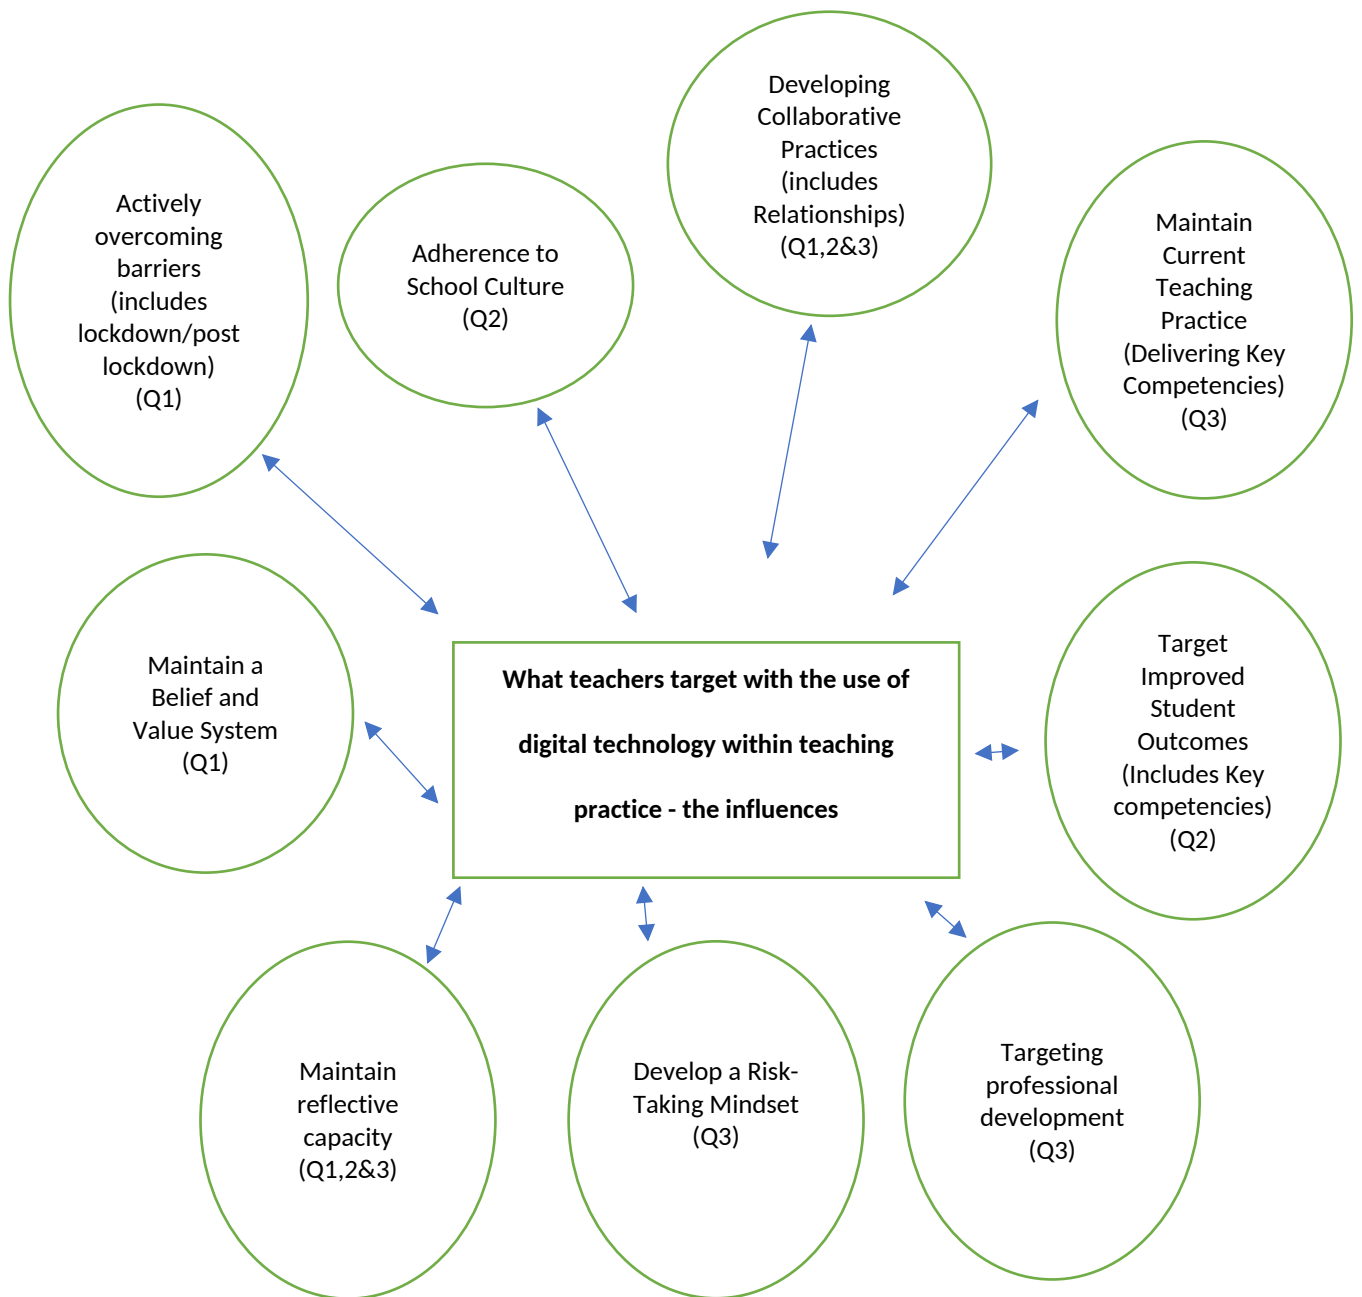 Developing
Collaborative
Practices
(includes
Relationships)
(Q1,2&3)
Actively
overcoming
barriers
(includes
lockdown/post
lockdown)
(Q1)
Adherence to
School Culture
(Q2)
Maintain
Current
Teaching
Practice
(Delivering Key
Competencies)
(Q3)
Maintain a
Belief and
Value System
(Q1)
What teachers target with the use of
digital technology within teaching
practice - the influences
Target
Improved
Student
Outcomes
(Includes Key
competencies)
(Q2)
Maintain
reflective
capacity
(Q1,2&3)
Develop a Risk-
Taking Mindset
(Q3)
Targeting
professional
development
(Q3)